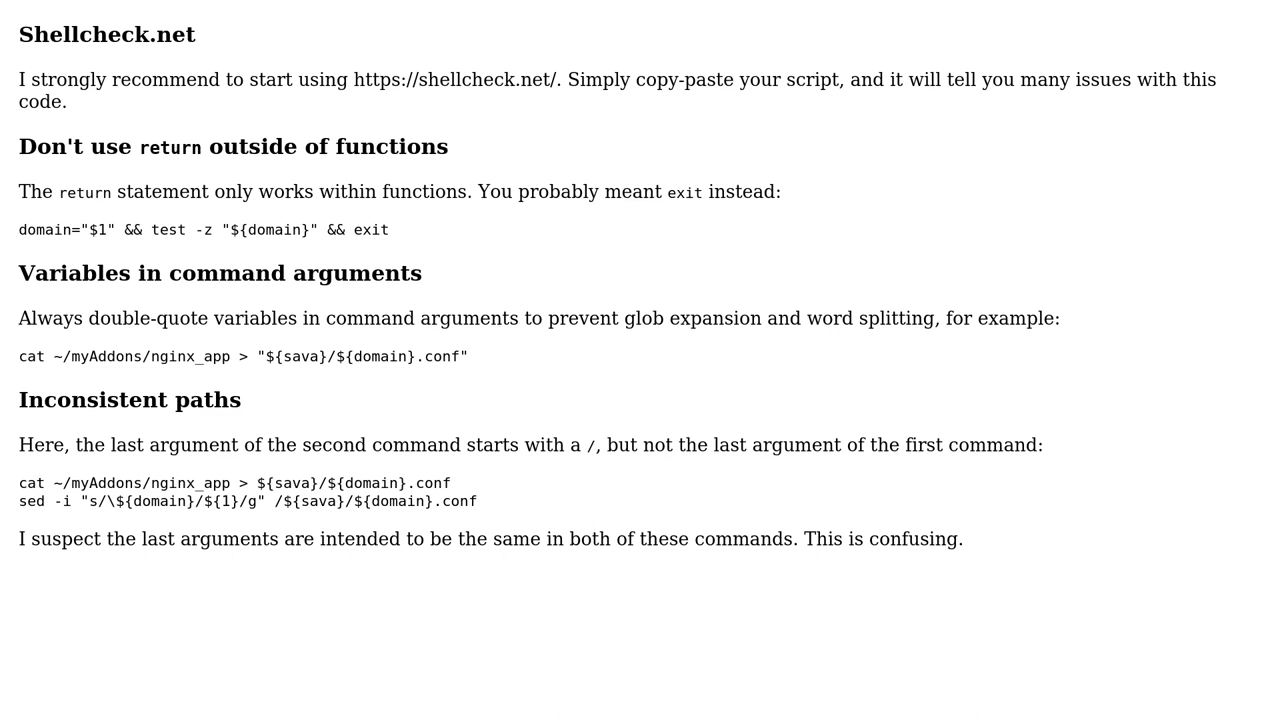 Shellcheck.net
I strongly recommend to start using https://shellcheck.net/. Simply copy-paste your script, and it will tell you many issues with this
code.
Don't use return outside of functions
The return statement only works within functions. You probably meant exit instead:
domain="$1" && test -z "${domain}" && exit
Variables in command arguments
Always double-quote variables in command arguments to prevent glob expansion and word splitting, for example:
cat ~/myAddons/nginx_app > "${sava}/${domain}.conf"
Inconsistent paths
Here, the last argument of the second command starts with a /, but not the last argument of the first command:
cat ~/myAddons/nginx_app > ${sava}/${domain}.conf
sed -i "s/\${domain}/${1}/g" /${sava}/${domain}.conf
I suspect the last arguments are intended to be the same in both of these commands. This is confusing.